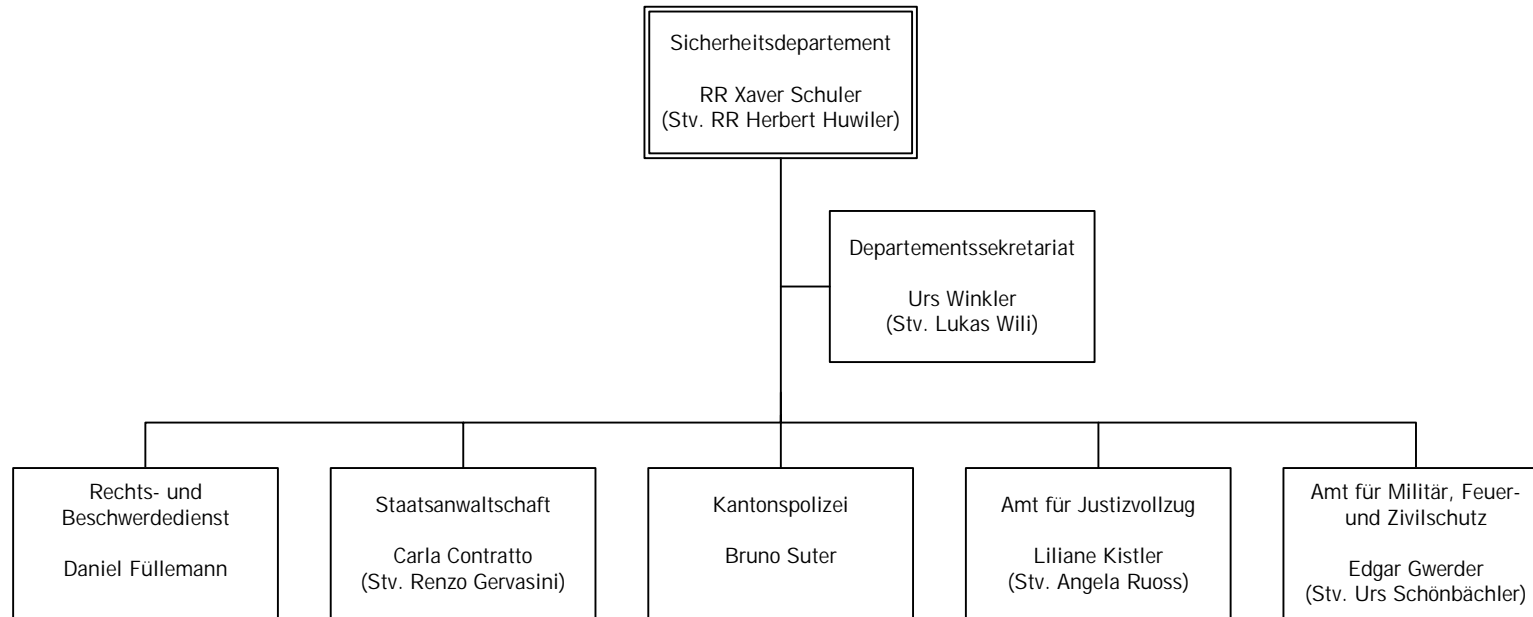 Sicherheitsdepartement
RR Xaver Schuler
(Stv. RR Herbert Huwiler)
Departementssekretariat
Urs Winkler
(Stv. Lukas Wili)
Rechts- und
Beschwerdedienst
Daniel Füllemann
Staatsanwaltschaft
Carla Contratto
(Stv. Renzo Gervasini)
Kantonspolizei
Bruno Suter
Amt für Justizvollzug
Liliane Kistler
(Stv. Angela Ruoss)
Amt für Militär, Feuer-
und Zivilschutz
Edgar Gwerder
(Stv. Urs Schönbächler)